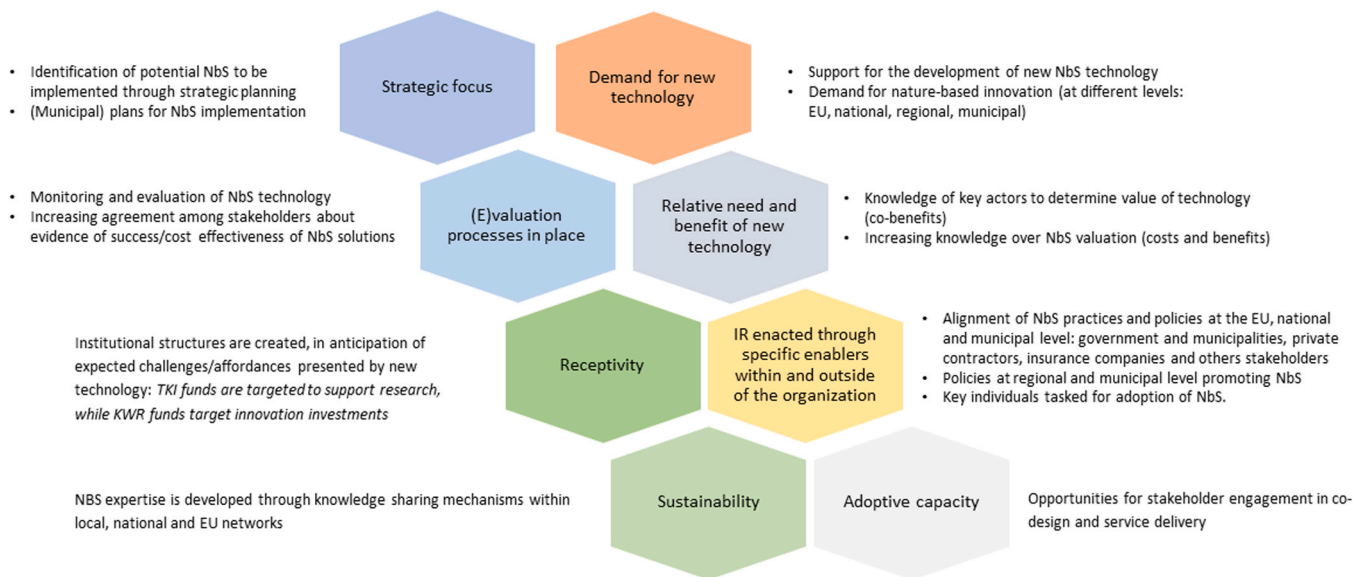 Strategic focus
Demand for new
technology
• Identification of potential NbS to be
implemented through strategic planning
• (Municipal) plans for NbS implementation
• Support for the development of new NbS technology
• Demand for nature-based innovation (at different levels:
EU, national, regional, municipal)
• Monitoring and evaluation of NbS technology
• Increasing agreement among stakeholders about
evidence of success/cost effectiveness of NbS solutions
(E)valuation
processes in place
Relative need and
benefit of new
technology
• Knowledge of key actors to determine value of technology
(co-benefits)
• Increasing knowledge over NbS valuation (costs and benefits)
Institutional structures are created, in anticipation of
expected challenges/affordances presented by new
technology: TKI funds are targeted to support research,
while KWR funds target innovation investments
Receptivity
IR enacted through
specific enablers
within and outside
of the organization
• Alignment of NbS practices and policies at the EU, national
and municipal level: government and municipalities, private
contractors, insurance companies and others stakeholders
• Policies at regional and municipal level promoting NbS
• Key individuals tasked for adoption of NbS.
NBS expertise is developed through knowledge sharing mechanisms within
local, national and EU networks
Sustainability
Adoptive capacity
Opportunities for stakeholder engagement in co-
design and service delivery